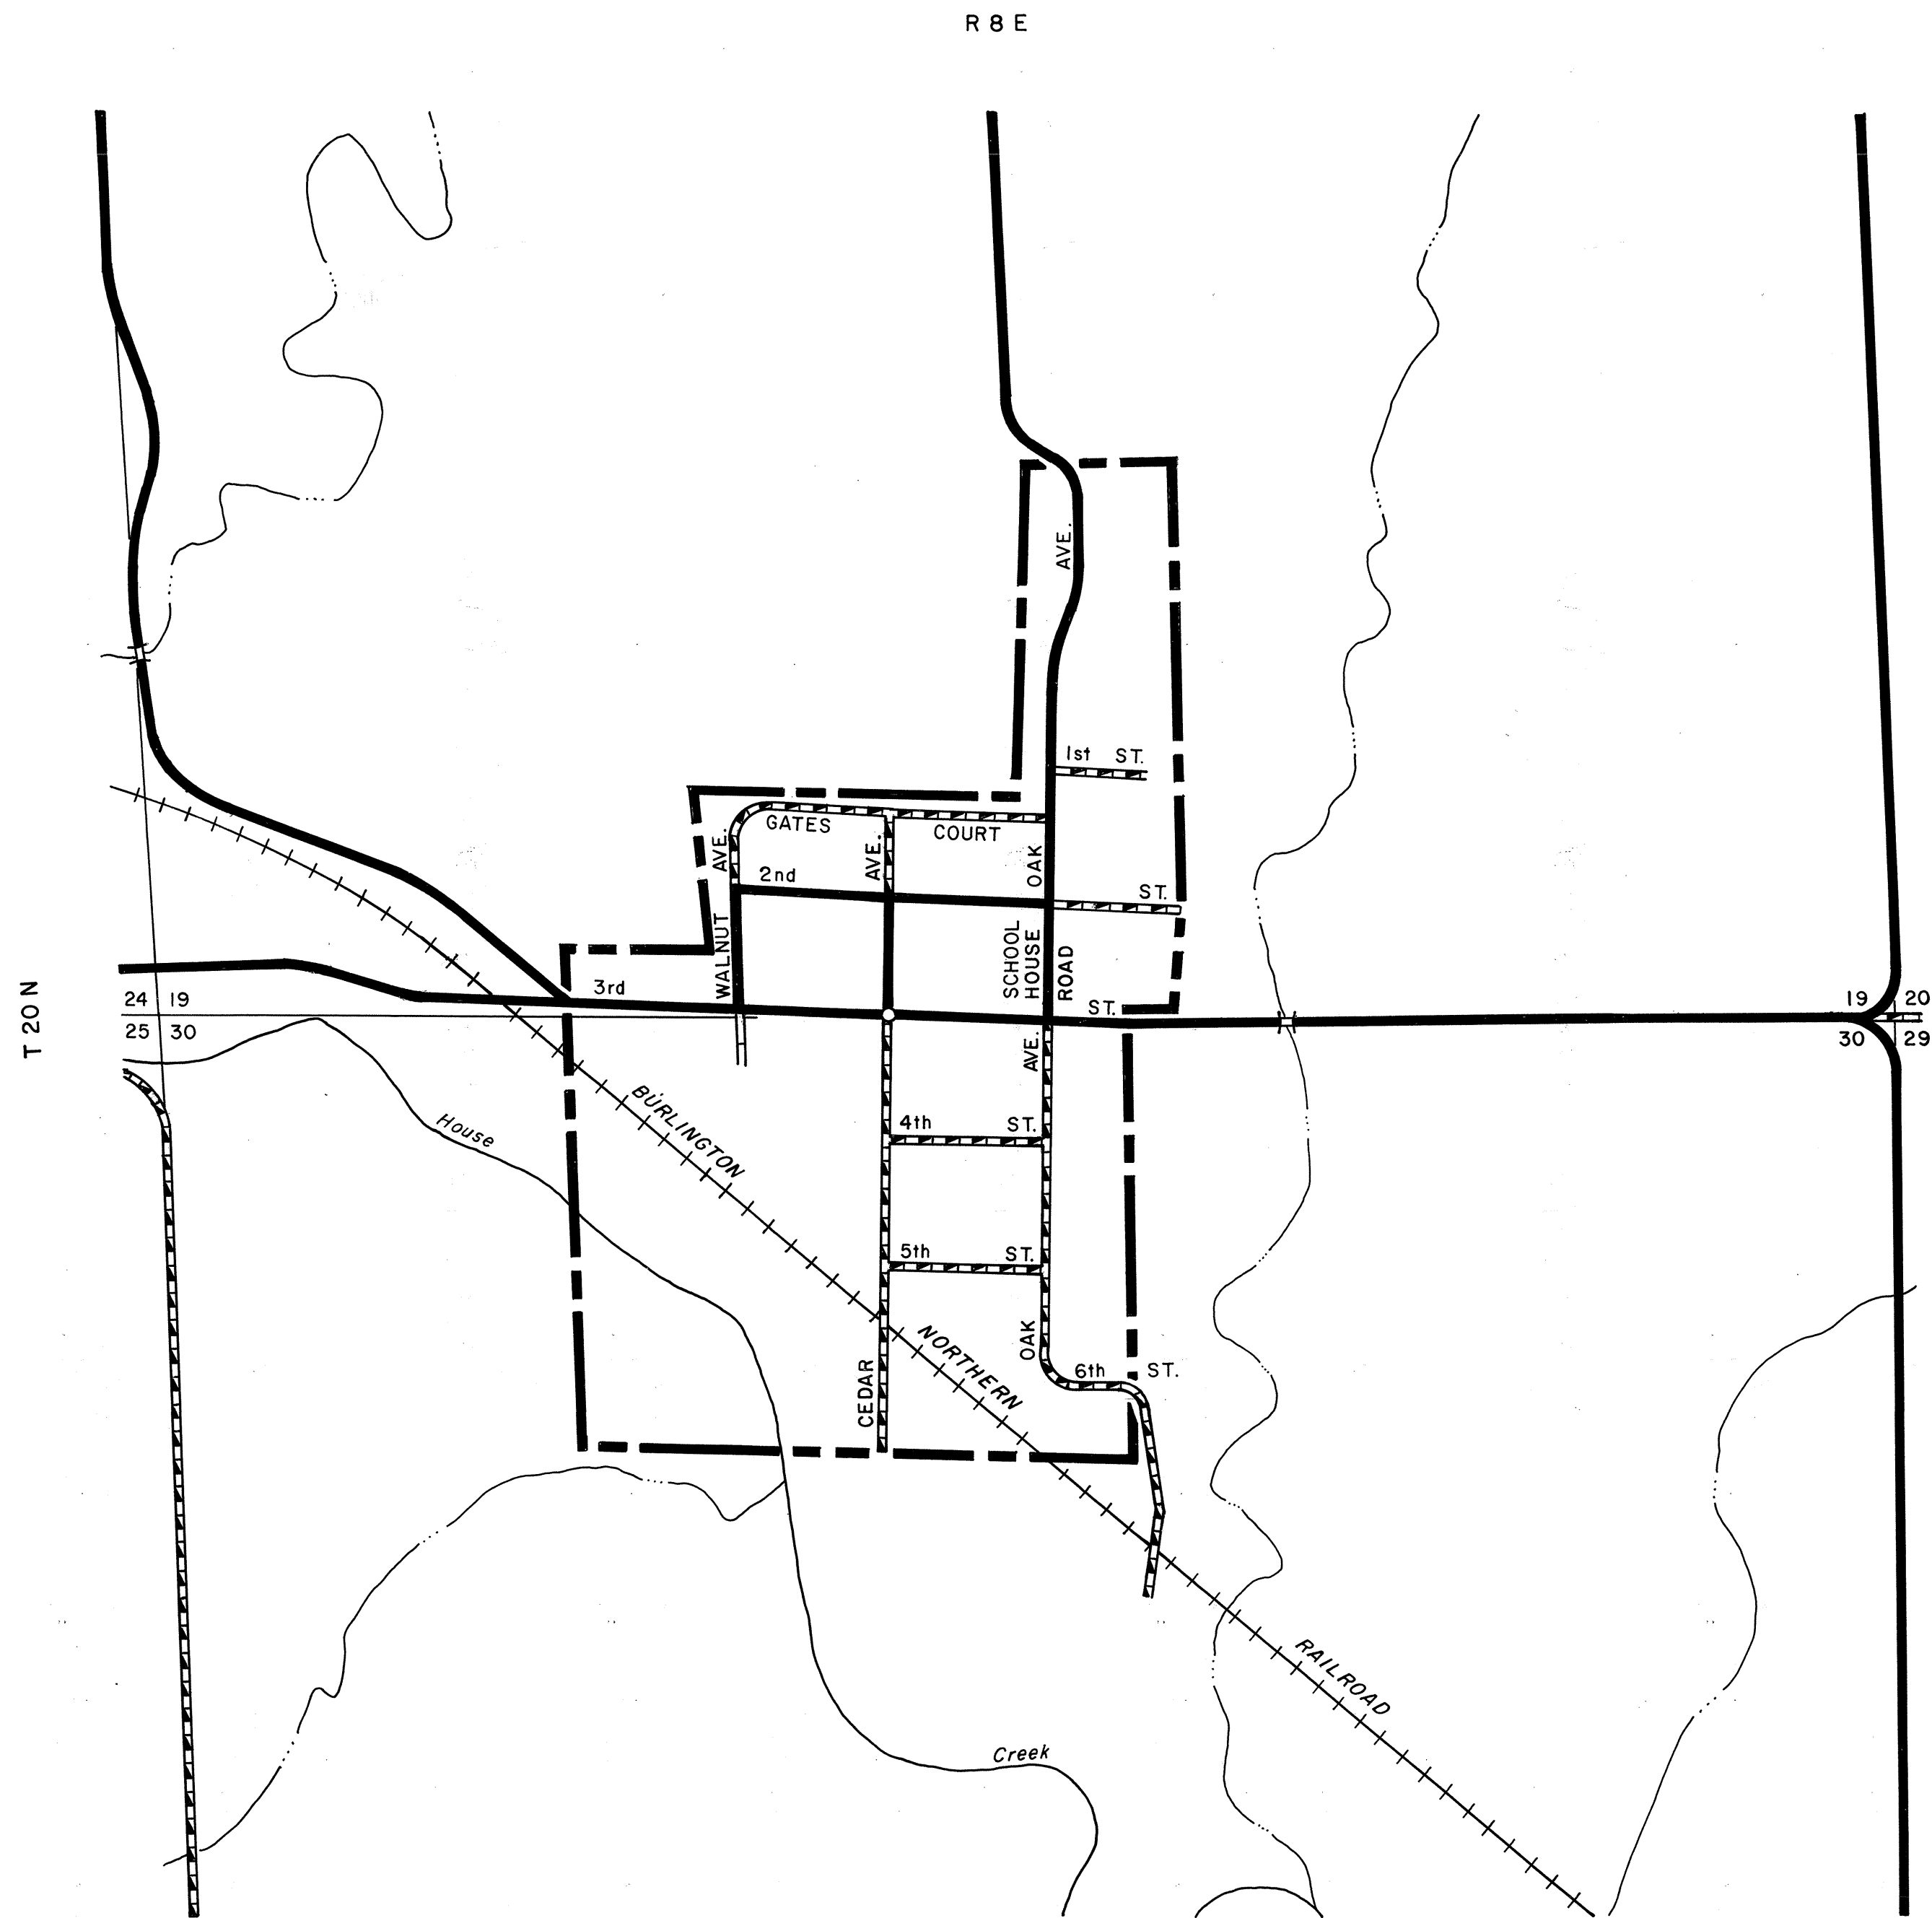 R 8 E
AVE.
1st ST.
GATES COURT
AVE.
AVE.
OAK
2nd ST.
WALNUT
SCHOOL
HOUSE
ROAD
3rd ST.
24 19
25 30
19 20
30 29
T 20 N
AVE.
BURLINGTON
House
4th ST.
5th ST.
NORTHERN
OAK
CEDAR
6th ST.
RAILROAD
Creek